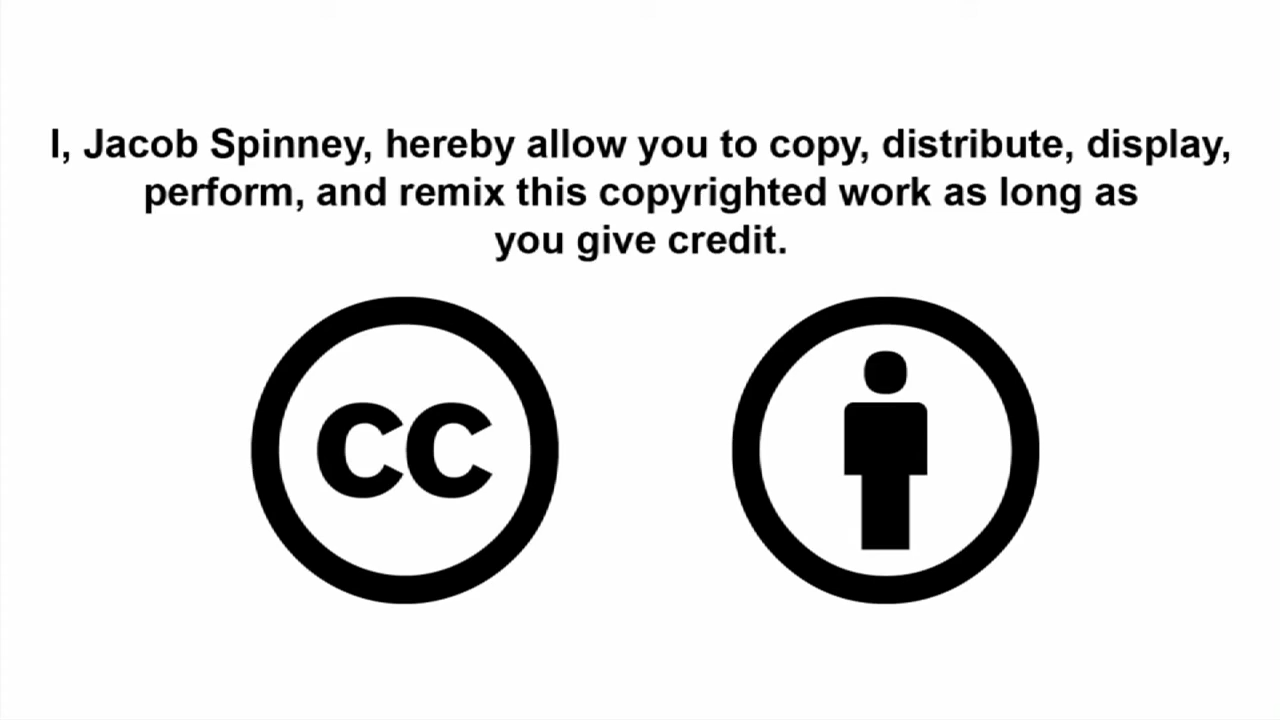 I, Jacob Spinney, hereby allow you to copy, distribute, display,
perform, and remix this copyrighted work as long as
you give credit.
cc